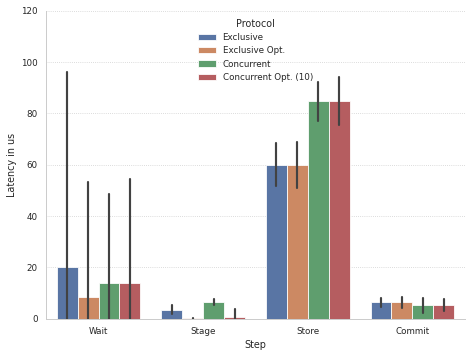 Protocol
Exclusive
Exclusive Opt.
Concurrent
Concurrent Opt. (10)
Latency in us
120
100
80
60
40
20
0
Wait
Stage
Store
Commit
Step